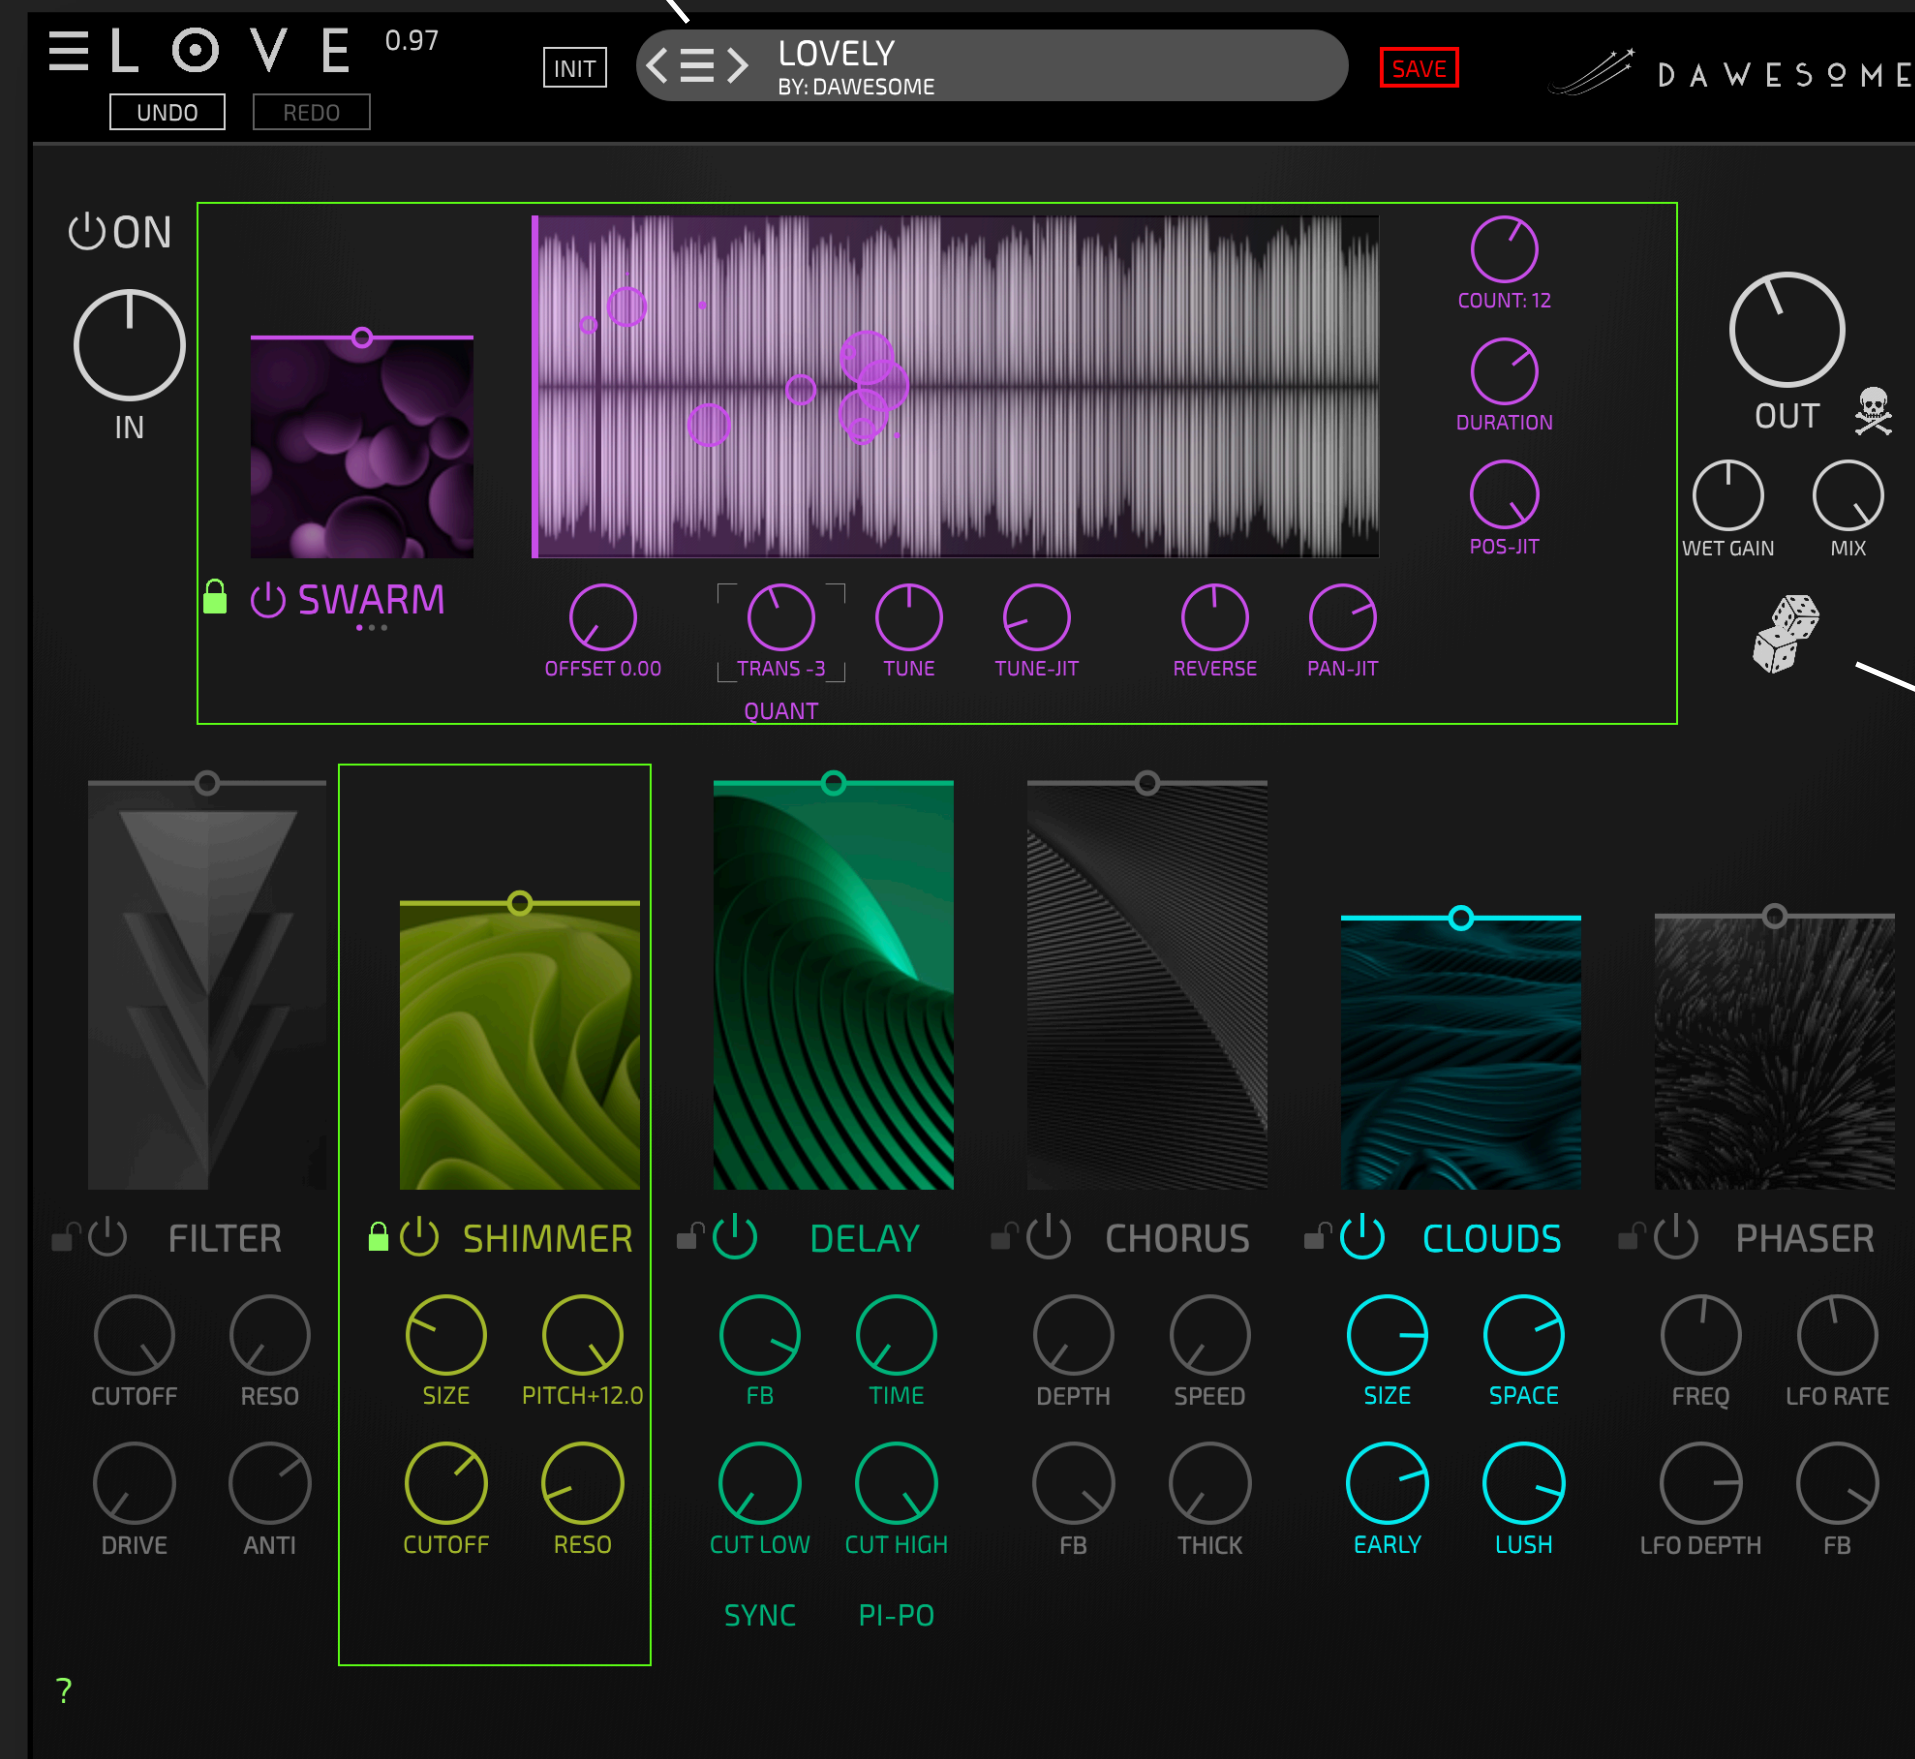 LOVE 0.97
UNDO REDO
INIT
LOVELY
BY: DAWESOME
SAVE
DAWESOME
ON
IN
SWARM
COUNT: 12
DURATION
POS-JIT
OFFSET 0.00
TRANS -3
TUNE
TUNE-JIT
REVERSE
PAN-JIT
QUANT
OUT
WET GAIN
MIX
FILTER
CUTOFF RESO
DRIVE ANTI
SHIMMER
SIZE PITCH+12.0
CUTOFF RESO
DELAY
FB TIME
CUT LOW CUT HIGH
SYNC PI-PO
CHORUS
DEPTH SPEED
FB THICK
CLOUDS
SIZE SPACE
EARLY LUSH
PHASER
FREQ LFO RATE
LFO DEPTH FB
?